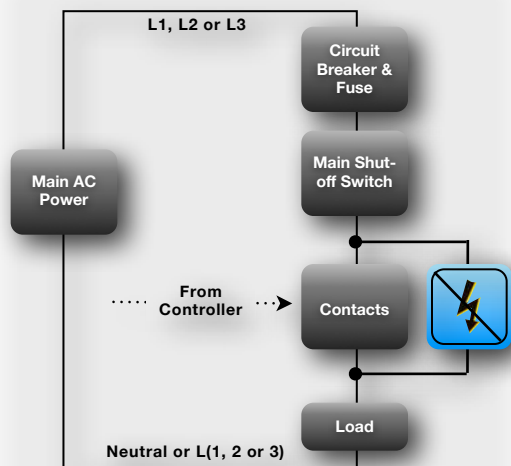 L1, L2 or L3
Circuit
Breaker &
Fuse
Main Shut-
off Switch
Main AC
Power
From
Controller
Contacts
Load
Neutral or L(1, 2 or 3)